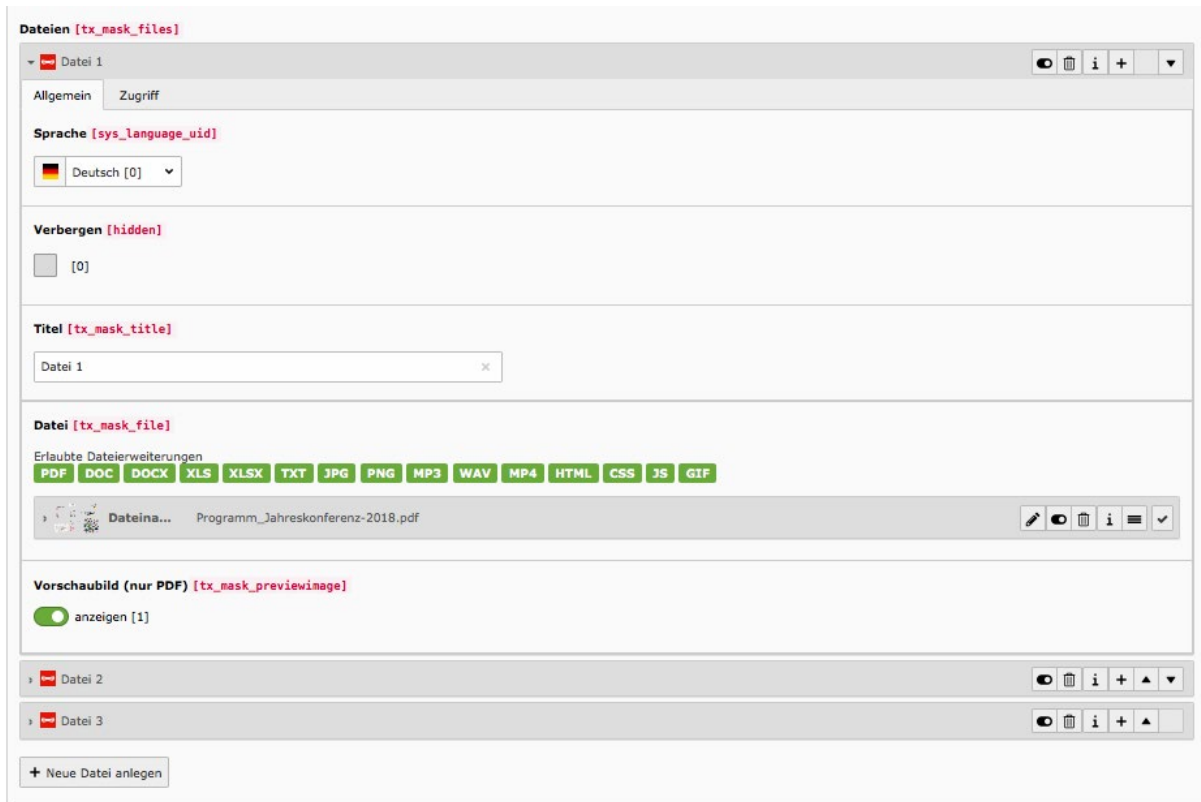 Dateien [tx_mask_files]
Datei 1
Allgemein Zugriff
Sprache [sys_language_uid]
Deutsch [0]
Verbergen [hidden]
[0]
Titel [tx_mask_title]
Datei 1
Datei [tx_mask_file]
Erlaubte Dateierweiterungen
PDF DOC DOCX XLS XLSX TXT JPG PNG MP3 WAV MP4 HTML CSS JS GIF
Dateina... Programm_Jahreskonferenz-2018.pdf
Vorschaubild (nur PDF) [tx_mask_previewimage]
anzeigen [1]
Datei 2
Datei 3
+ Neue Datei anlegen